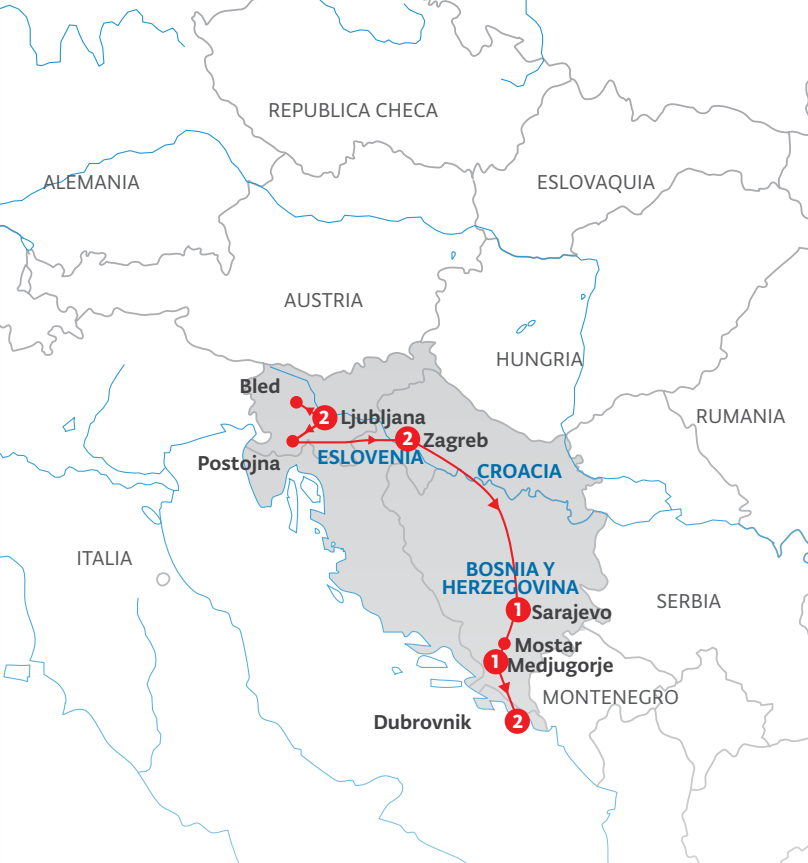 REPUBLICA CHECA
ALEMANIA
ESLOVAQUIA
AUSTRIA
HUNGRIA
Bled
RUMANIA
2
Ljubljana
2
Zagreb
Postojna
ESLOVENIA
CROACIA
ITALIA
BOSNIA Y
HERZEGOVINA
SERBIA
1
Sarajevo
Mostar
1
Medjugorje
MONTENEGRO
Dubrovnik
2